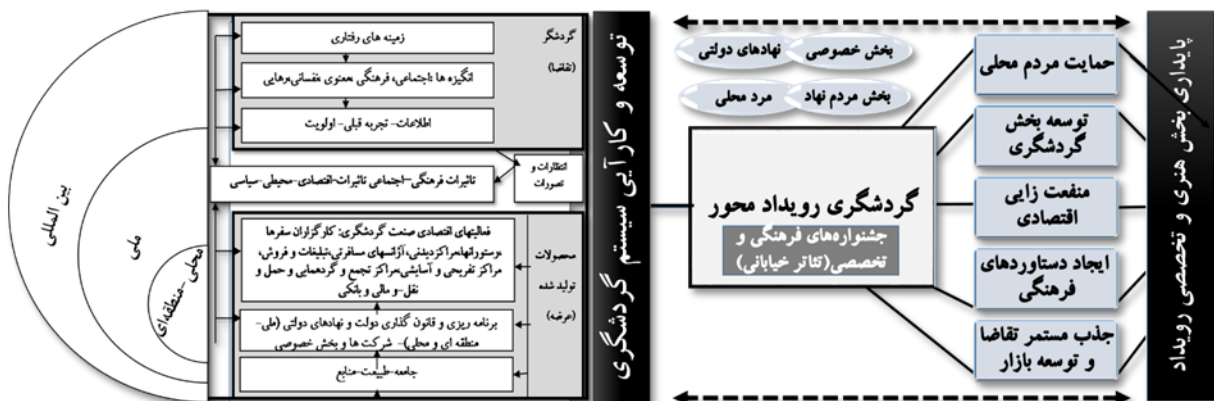 پایداری بخش هنری و تخصصی رویداد
حمایت مردم محلی
توسعه بخش
گردشگری
منفعت زایی
اقتصادی
ایجاد دستاوردهای
فرهنگی
جذب مستمر تقاضا
و توسعه بازار
بخش خصوصی
نهادهای دولتی
بخش مردم نهاد
مرد محلی
گردشگری رویداد محور
جشنواره‌های فرهنگی و
تخصصی(تئاتر خیابانی)
توسعه و کارآیی سیستم گردشگری
گردشگر
(تقاضا)
زمینه های رفتاری
انگیزه ها :اجتماعی، فرهنگی ،معنوی ،نفسانی،رهایی
اطلاعات- تجربه قبلی- اولویت
انتظارات و
تصورات
تاثیرات فرهنگی-اجتماعی تاثیرات-اقتصادی-محیطی-سیاسی
محصولات
تولید شده
(عرضه)
فعالیتهای اقتصادی صنعت گردشگری: کارگزاران سفرها
،رستورانها،مراکزدیدنی،آژانسهای مسافرتی،تبلیغات و فروش،
مراکز تفریحی و آسایشی،مراکز تجمع و گردهمایی و حمل و
نقل-و مالی و بانکی
برنامه ریزی و قانون گذاری دولت و نهادهای دولتی (ملی-
منطقه ای و محلی)- شرکت ها و بخش خصوصی
جامعه-طبیعت-منابع
محلی-منطقه‌ای
ملی
بین المللی